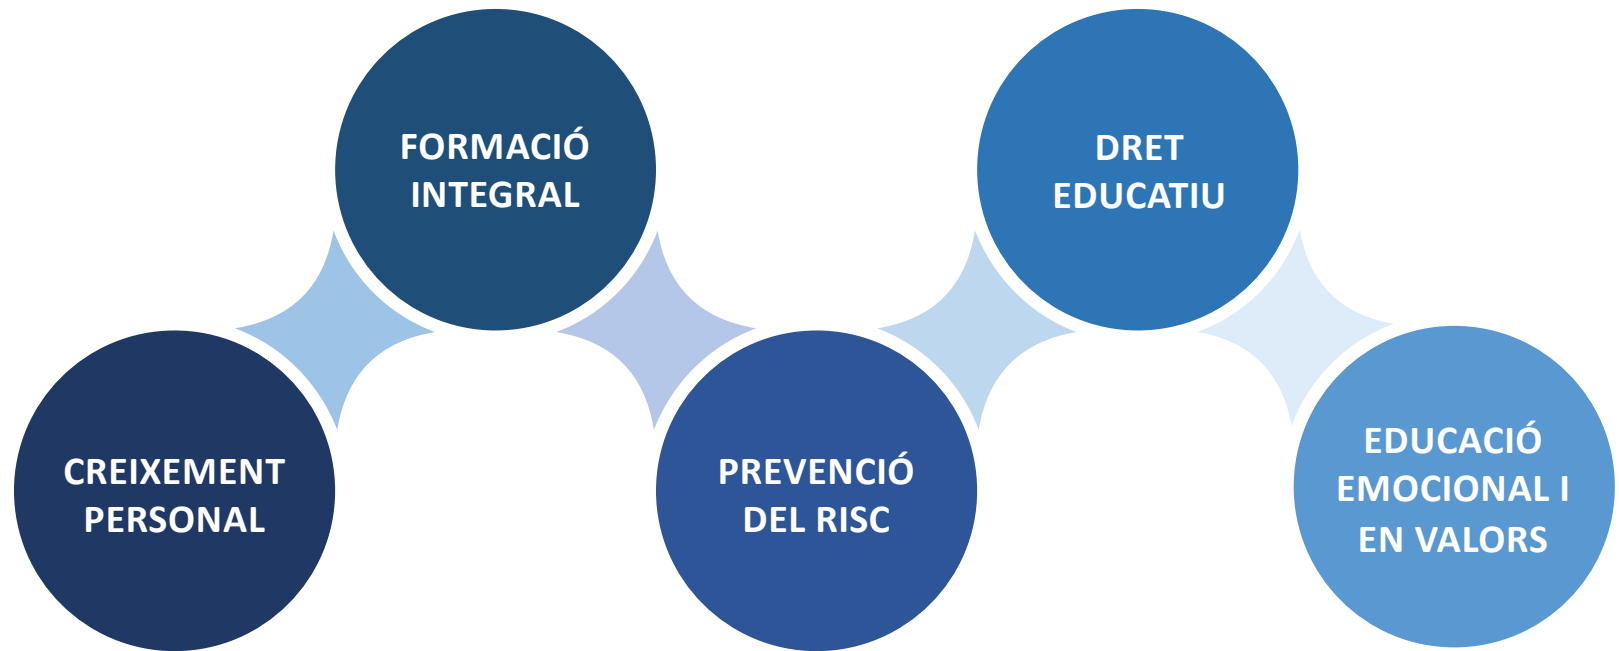 CREIXEMENT
PERSONAL
FORMACIÓ
INTEGRAL
PREVENCIÓ
DEL RISC
DRET
EDUCATIU
EDUCACIÓ
EMOCIONAL I
EN VALORS